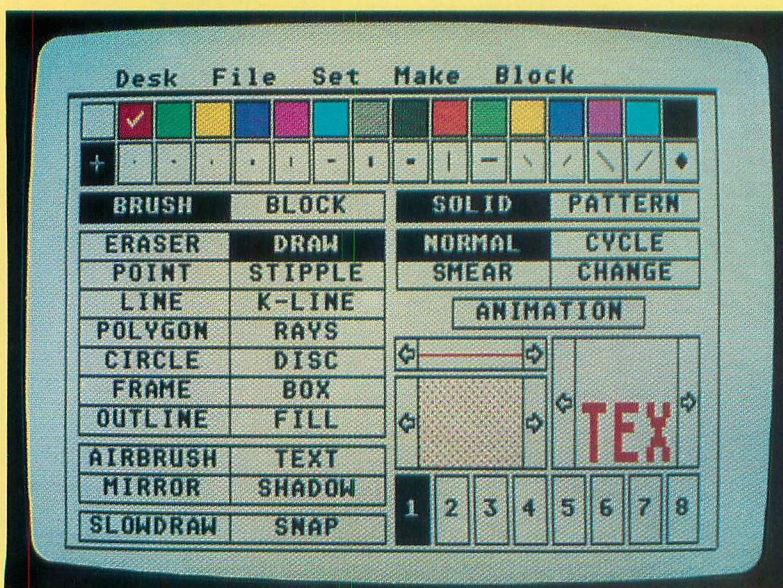 Desk File Set Make Block
BRUSH BLOCK SOLID PATTERN
ERASER DRAW NORMAL CYCLE
POINT STIPPLE SMEAR CHANGE
LINE K-LINE
ANIMATION
POLYGON RAYS
CIRCLE DISC
FRAME BOX
OUTLINE FILL
TEX
AIRBRUSH TEXT
MIRROR SHADOW
1 2 3 4 5 6 7 8
SLOWDRAW SNAP